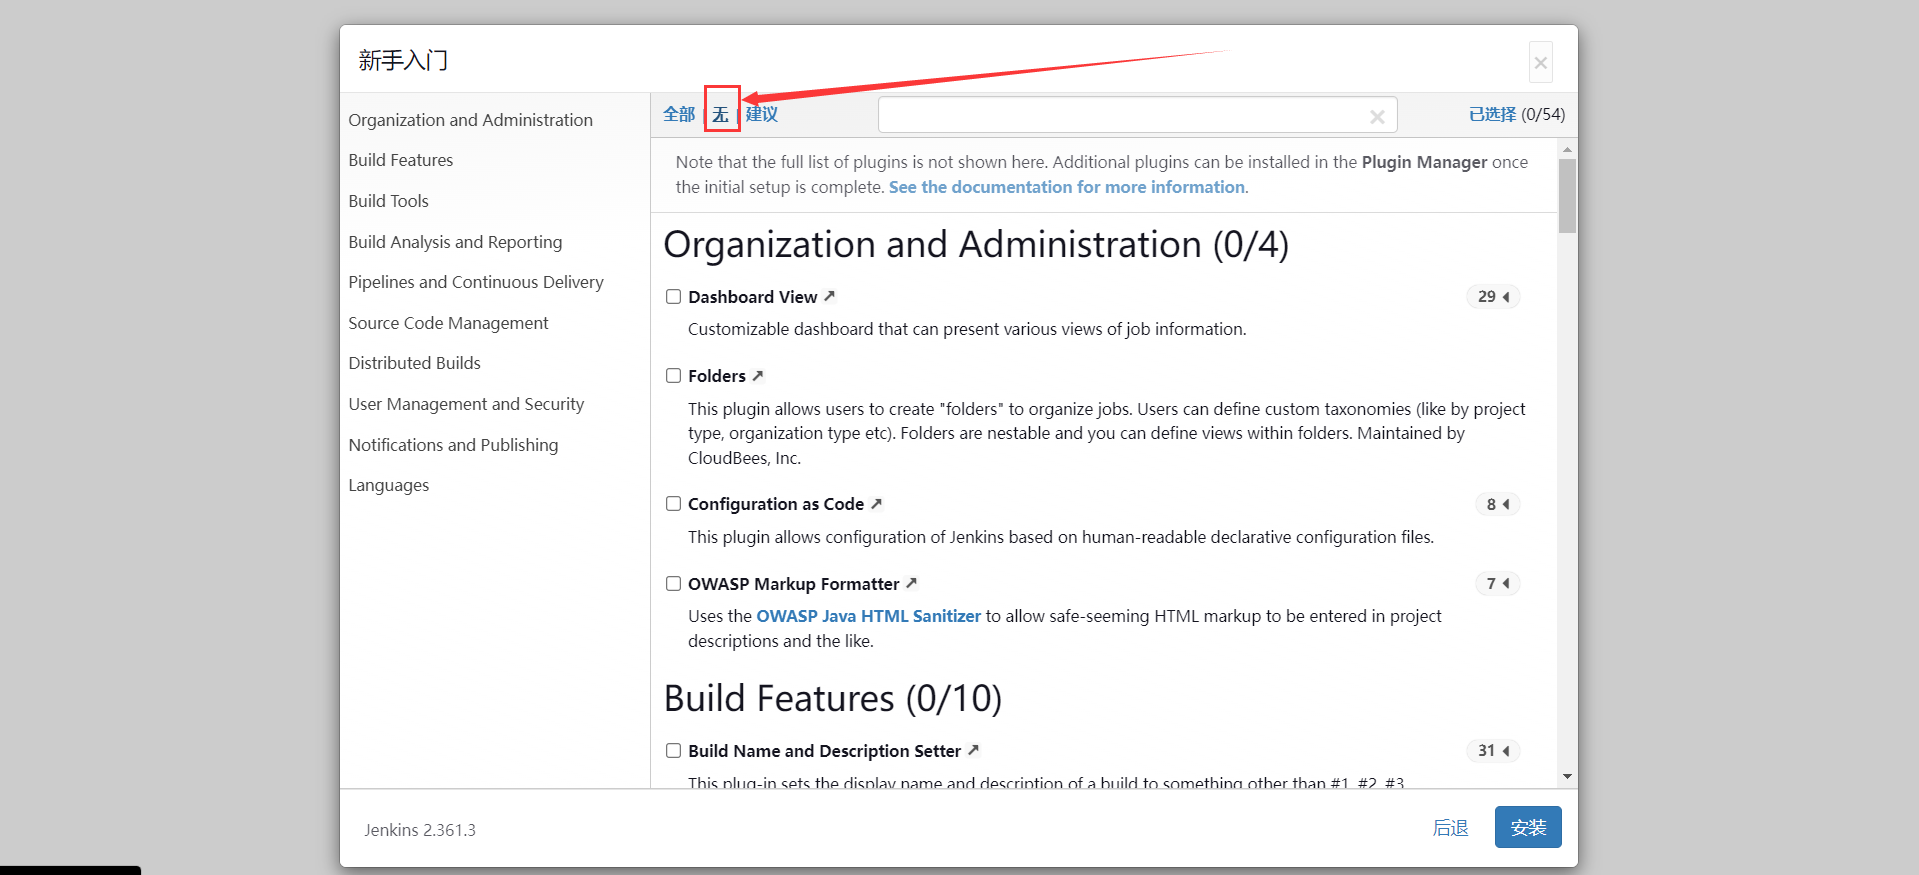 新手入门
×
Organization and Administration
Build Features
Build Tools
Build Analysis and Reporting
Pipelines and Continuous Delivery
Source Code Management
Distributed Builds
User Management and Security
Notifications and Publishing
Languages
全部 | 无 | 建议
×
已选择 (0/54)
Note that the full list of plugins is not shown here. Additional plugins can be installed in the Plugin Manager once
the initial setup is complete. See the documentation for more information.
Organization and Administration (0/4)
Dashboard View
29
Customizable dashboard that can present various views of job information.
Folders
This plugin allows users to create "folders" to organize jobs. Users can define custom taxonomies (like by project
type, organization type etc). Folders are nestable and you can define views within folders. Maintained by
CloudBees, Inc.
Configuration as Code
8
This plugin allows configuration of Jenkins based on human-readable declarative configuration files.
OWASP Markup Formatter
7
Uses the OWASP Java HTML Sanitizer to allow safe-seeming HTML markup to be entered in project
descriptions and the like.
Build Features (0/10)
Build Name and Description Setter
31
This plug-in sets the display name and description of a build to something other than #1, #2, #3
Jenkins 2.361.3
后退
安装